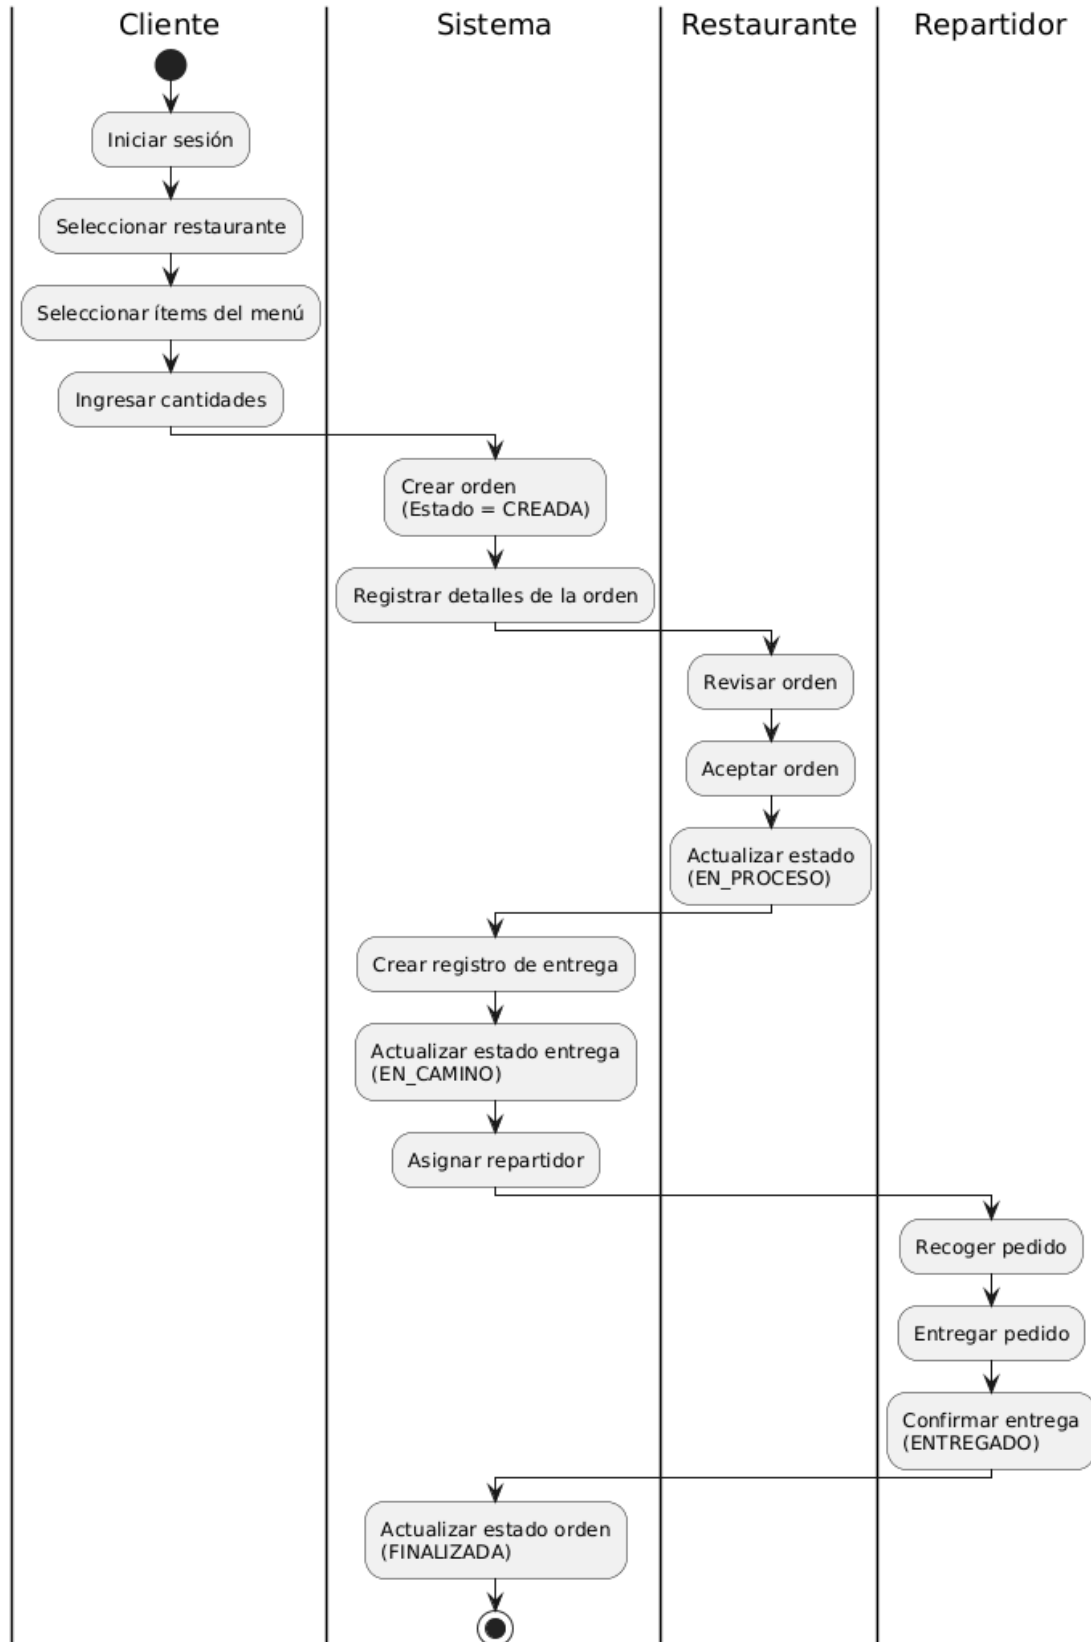 Cliente
Sistema
Restaurante
Repartidor
Iniciar sesión
Seleccionar restaurante
Seleccionar ítems del menú
Ingresar cantidades
Crear orden
(Estado = CREADA)
Registrar detalles de la orden
Revisar orden
Aceptar orden
Actualizar estado
(EN_PROCESO)
Crear registro de entrega
Actualizar estado entrega
(EN_CAMINO)
Asignar repartidor
Recoger pedido
Entregar pedido
Confirmar entrega
(ENTREGADO)
Actualizar estado orden
(FINALIZADA)